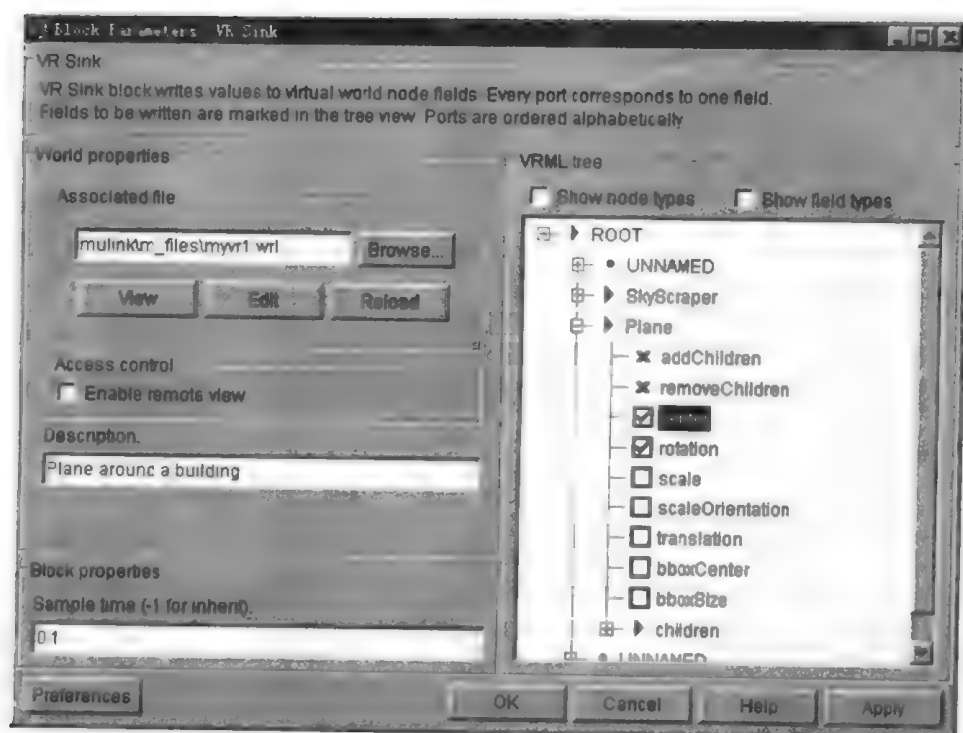 Block Parameters VR Sink
VR Sink
VR Sink block writes values to virtual world node fields Every port corresponds to one field.
Fields to be written are marked in the tree view Ports are ordered alphabetically
World properties
Associated file
mulink\m_files\myvr1 wrl
Browse...
View
Edit
Reload
Access control
Enable remote view
Description.
Plane around a building
Block properties
Sample time (-1 for inherit).
0 1
VRML tree
Show node types
Show field types
ROOT
UNNAMED
SkyScraper
Plane
addChildren
removeChildren
rotation
scale
scaleOrientation
translation
bboxCenter
bboxSize
children
UNNAMED
Preferences
OK
Cancel
Help
Apply